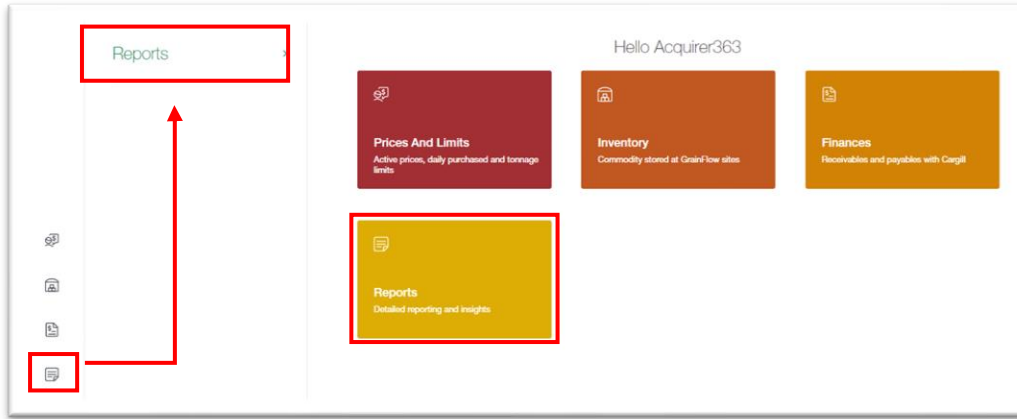 Reports
Hello Acquirer363
Prices And Limits
Active prices, daily purchased and tonnage
limits
Inventory
Commodity stored at GrainFlow sites
Finances
Receivables and payables with Cargill
Reports
Detailed reporting and insights